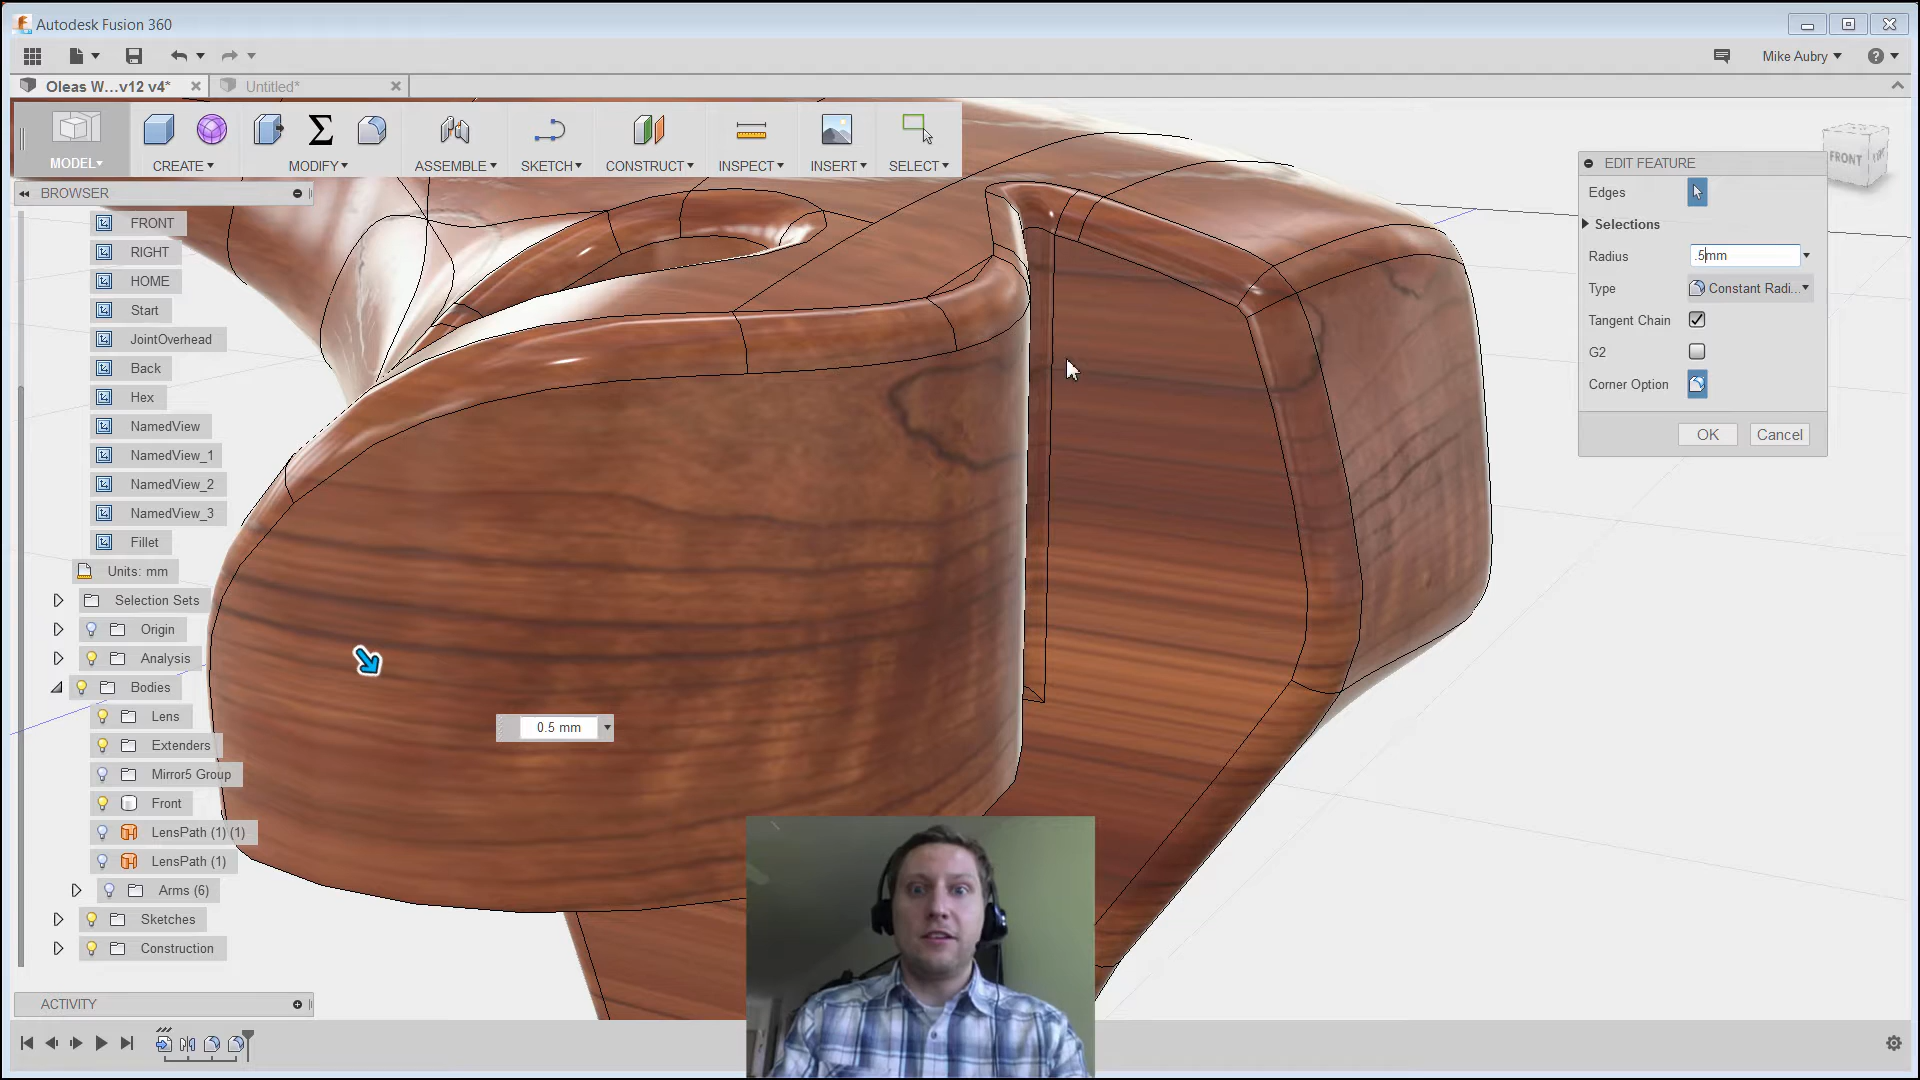 Autodesk Fusion 360
Mike Aubry
Oleas W...v12 v4*
Untitled*
MODEL
CREATE
MODIFY
ASSEMBLE
SKETCH
CONSTRUCT
INSPECT
INSERT
SELECT
BROWSER
FRONT
RIGHT
HOME
Start
JointOverhead
Back
Hex
NamedView
NamedView_1
NamedView_2
NamedView_3
Fillet
Units: mm
Selection Sets
Origin
Analysis
Bodies
Lens
Extenders
Mirror5 Group
Front
LensPath (1) (1)
LensPath (1)
Arms (6)
Sketches
Construction
ACTIVITY
0.5 mm
FRONT
EDIT FEATURE
Edges
Selections
Radius .5mm
Type Constant Radi...
Tangent Chain
G2
Corner Option
OK Cancel